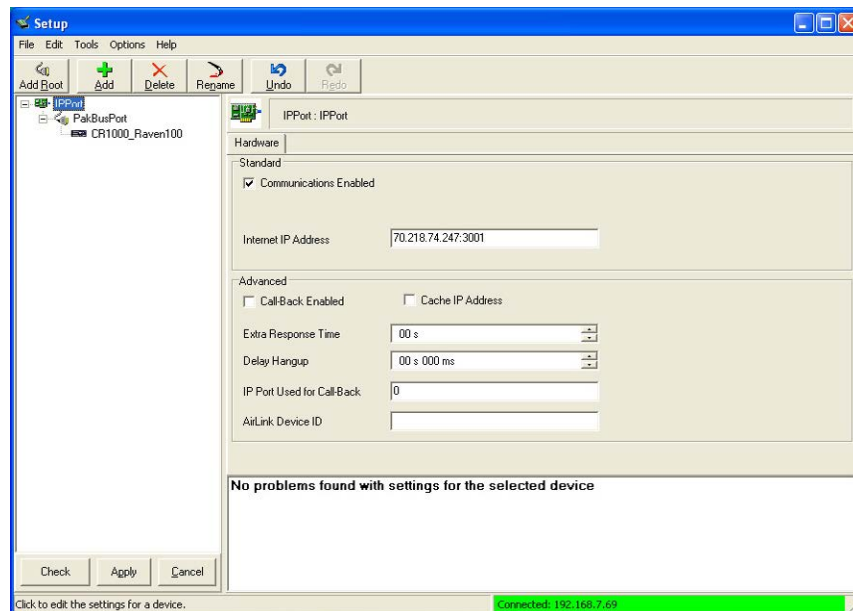 Setup
File Edit Tools Options Help
Add Root Add Delete Rename Undo Redo
IPPort
PakBusPort
CR1000_Raven100
IPPort : IPPort
Hardware
Standard
Communications Enabled
Internet IP Address 70.218.74.247:3001
Advanced
Call-Back Enabled Cache IP Address
Extra Response Time 00 s
Delay Hangup 00 s 000 ms
IP Port Used for Call-Back 0
AirLink Device ID
No problems found with settings for the selected device
Check Apply Cancel
Click to edit the settings for a device. Connected: 192.168.7.69